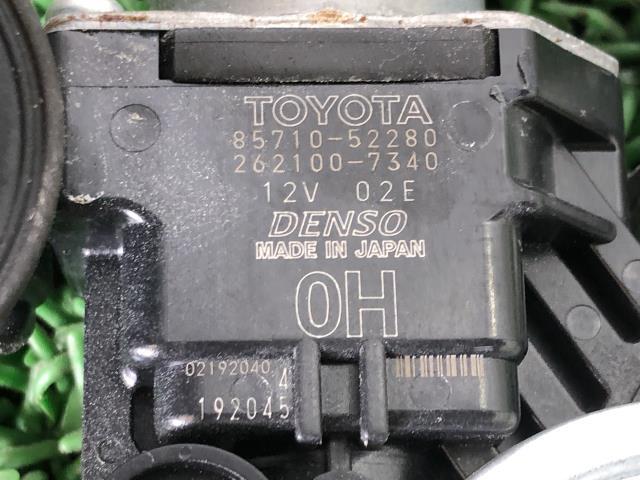 TOYOTA
85710-52280
262100-7340
12V 02E
DENSO
MADE IN JAPAN
0H
02192040
4
192045